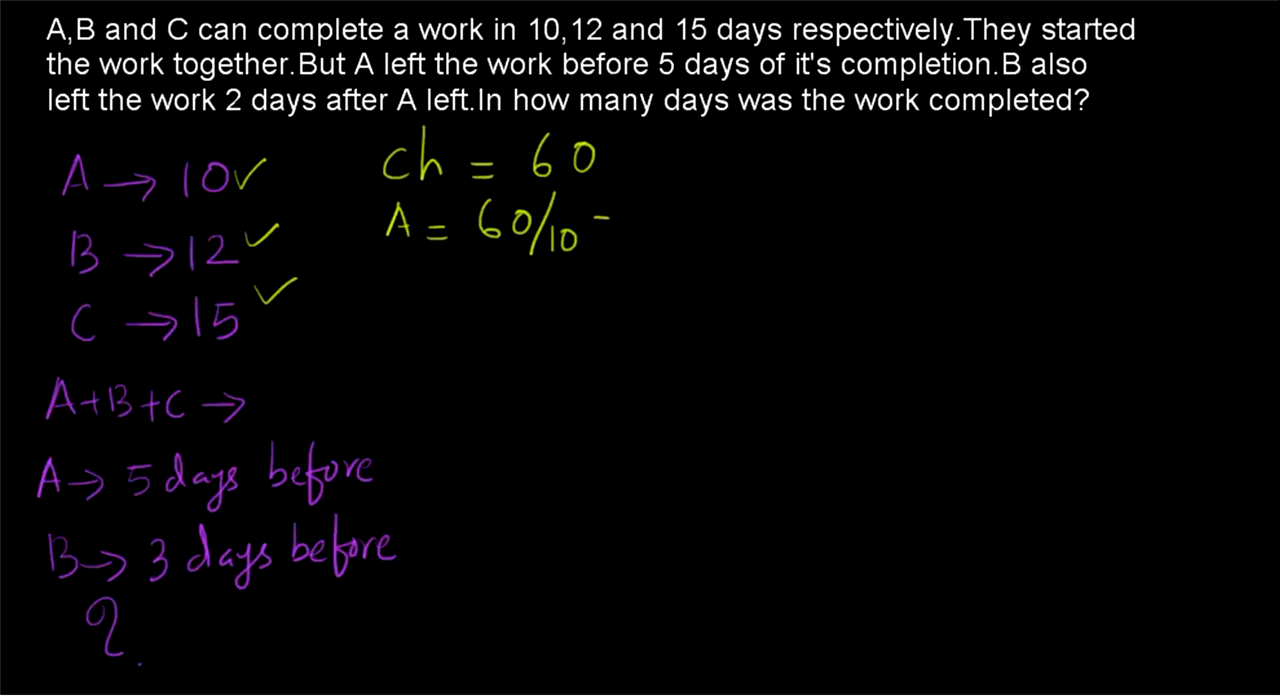 A,B and C can complete a work in 10,12 and 15 days respectively.They started
the work together.But A left the work before 5 days of it's completion.B also
left the work 2 days after A left.In how many days was the work completed?
A → 10 ✓
B → 12 ✓
C → 15 ✓
A+B+C →
A → 5 days before
B → 3 days before
?
Ch = 60
A = 60/10 -